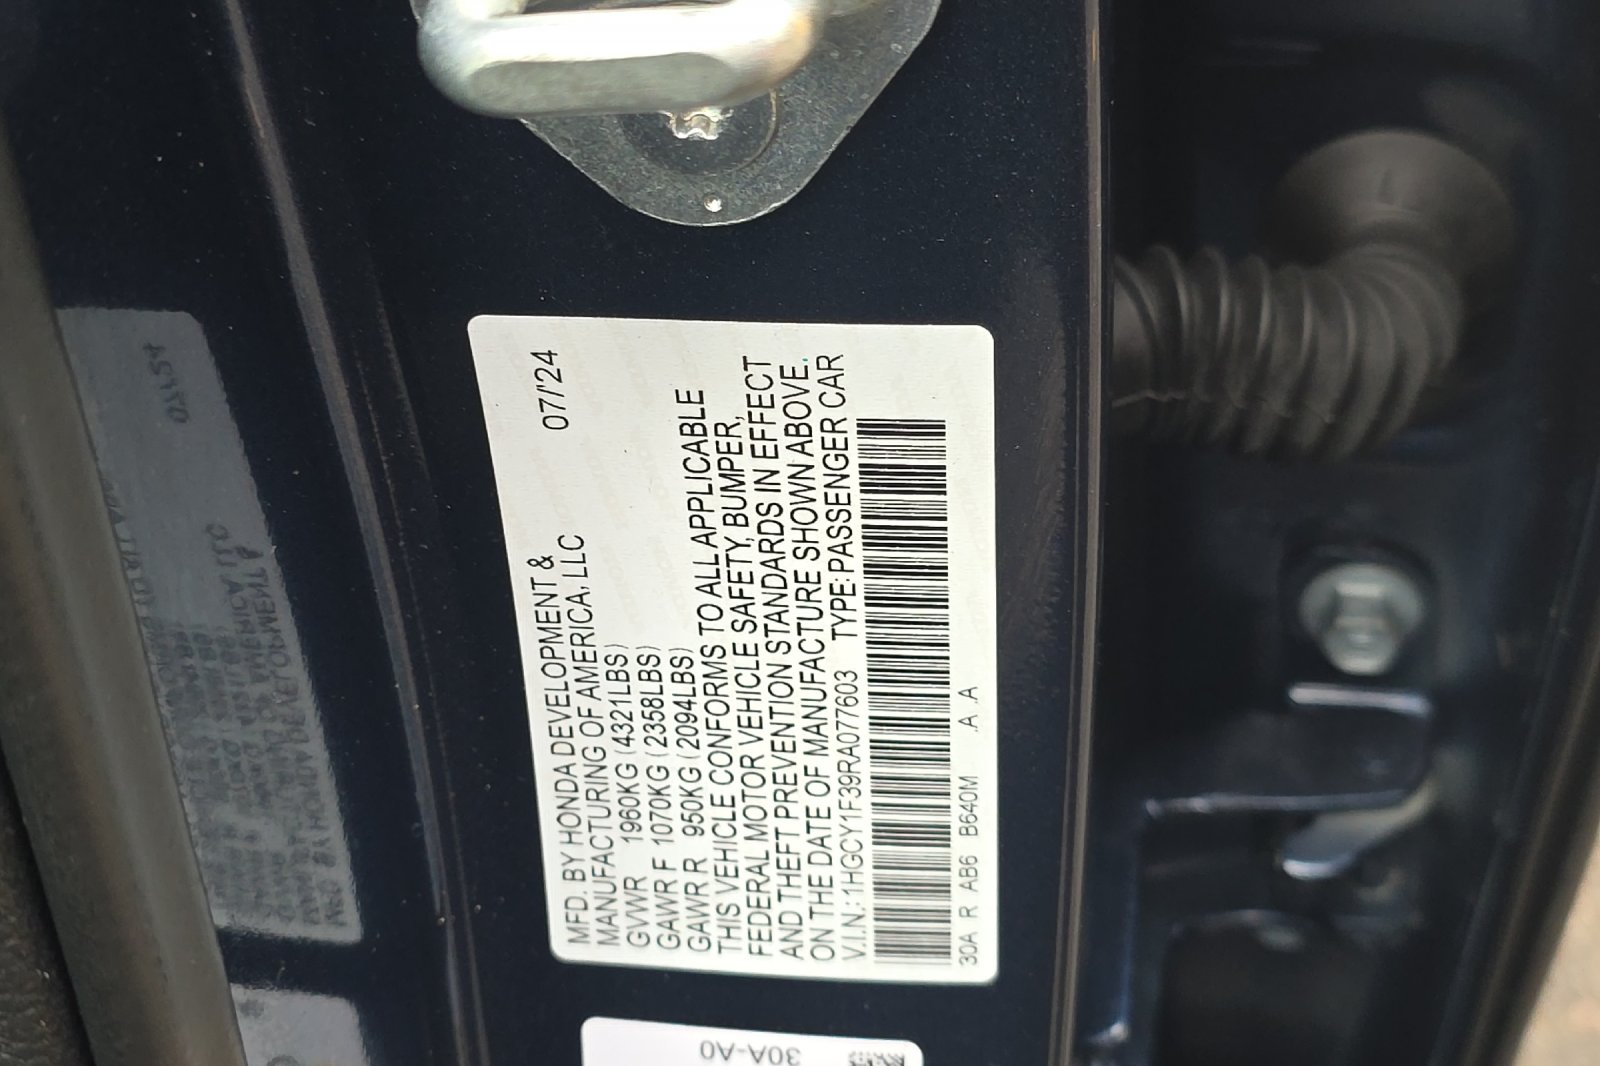 MFD. BY HONDA DEVELOPMENT & 07/'24
MANUFACTURING OF AMERICA, LLC
GVWR 1960KG (4321LBS)
GAWR F 1070KG (2358LBS)
GAWR R 950KG (2094LBS)
THIS VEHICLE CONFORMS TO ALL APPLICABLE
FEDERAL MOTOR VEHICLE SAFETY, BUMPER,
AND THEFT PREVENTION STANDARDS IN EFFECT
ON THE DATE OF MANUFACTURE SHOWN ABOVE.
V.I.N.: 1HGCY1F39RA077603 TYPE: PASSENGER CAR
30A R AB6 B640M .A .A
30A-A0